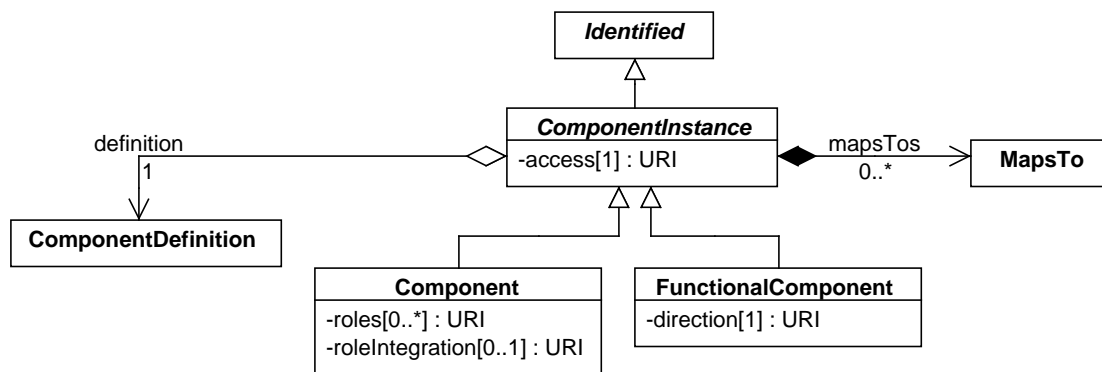 Identified
ComponentInstance
-access[1] : URI
definition
1
mapsTos
0..*
MapsTo
ComponentDefinition
Component
-roles[0..*] : URI
-roleIntegration[0..1] : URI
FunctionalComponent
-direction[1] : URI